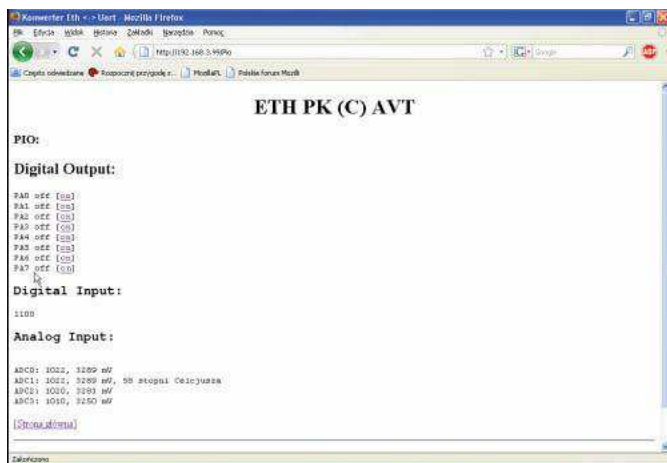 Konwerter Eth <-> Uart - Mozilla Firefox
Plik Edycja Widok Historia Zakładki Narzędzia Pomoc
http://192.168.3.99/Pio
Google
Często odwiedzane Rozpocznij przygodę z... MozillaPL Polskie forum Mozilli
ETH PK (C) AVT
PIO:
Digital Output:
PA0 off [on]
PA1 off [on]
PA2 off [on]
PA3 off [on]
PA4 off [on]
PA5 off [on]
PA6 off [on]
PA7 off [on]
Digital Input:
1100
Analog Input:
ADC0: 1022, 3289 mV
ADC1: 1022, 3289 mV, 58 stopni Celcjusza
ADC2: 1020, 3283 mV
ADC3: 1010, 3250 mV
[Strona główna]
Zakończono